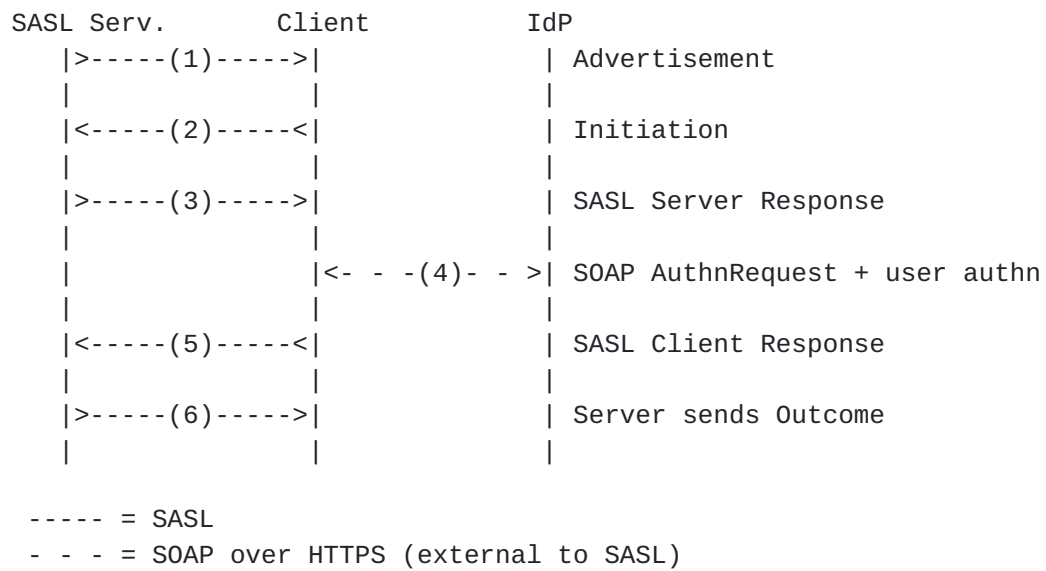 SASL Serv.       Client          IdP
    |>-----(1)----->|              | Advertisement
    |               |              |
    |<-----(2)-----<|              | Initiation
    |               |              |
    |>-----(3)----->|              | SASL Server Response
    |               |              |
    |               |<- - -(4)- - >| SOAP AuthnRequest + user authn
    |               |              |
    |<-----(5)-----<|              | SASL Client Response
    |               |              |
    |>-----(6)----->|              | Server sends Outcome
    |               |              |
 ----- = SASL
 - - - = SOAP over HTTPS (external to SASL)